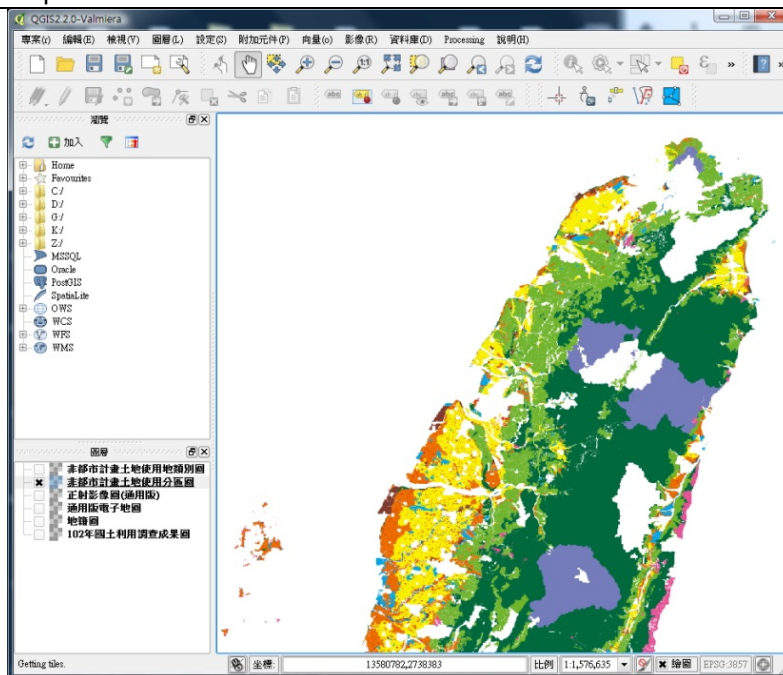 QGIS2.2.0-Valmiera
專案(r) 編輯(E) 檢視(V) 圖層(L) 設定(S) 附加元件(P) 向量(o) 影像(R) 資料庫(D) Processing 說明(H)
瀏覽
加入
Home
Favourites
C:/
D:/
G:/
K:/
Z:/
MSSQL
Oracle
PostGIS
SpatiaLite
OWS
WCS
WFS
WMS
圖層
非都市計畫土地使用地類別圖
非都市計畫土地使用分區圖
正射影像圖(通用版)
通用版電子地圖
地籍圖
102年國土利用調查成果圖
Getting tiles.
坐標:
13580782,2738383
比例 1:1,576,635
繪圖
EPSG:3857